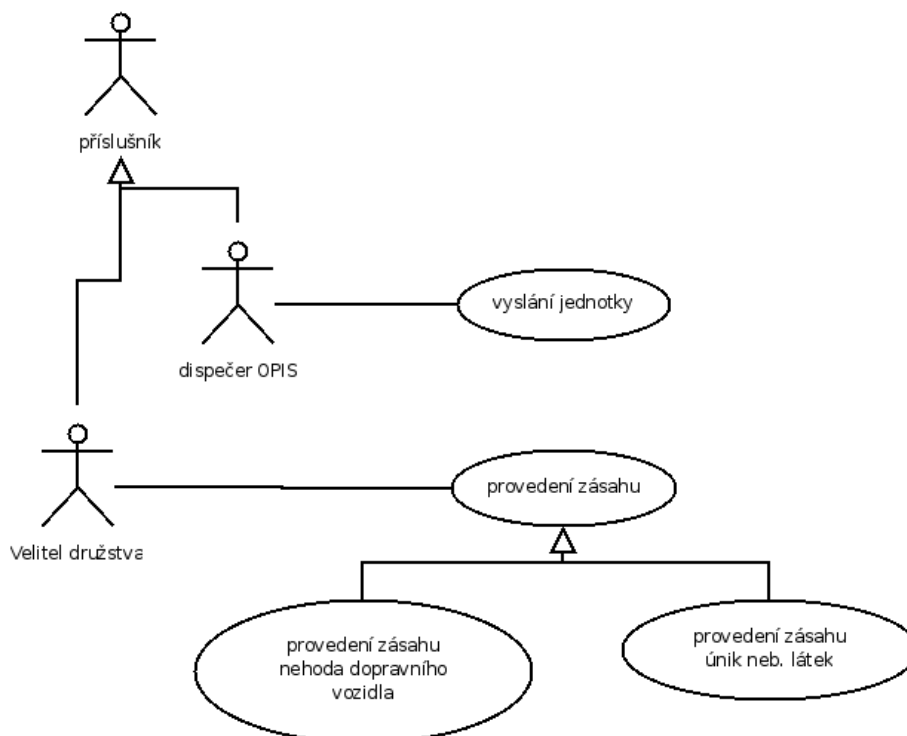 příslušník
vyslání jednotky
dispečer OPIS
provedení zásahu
Velitel družstva
provedení zásahu
nehoda dopravního
vozidla
provedení zásahu
únik neb. látek